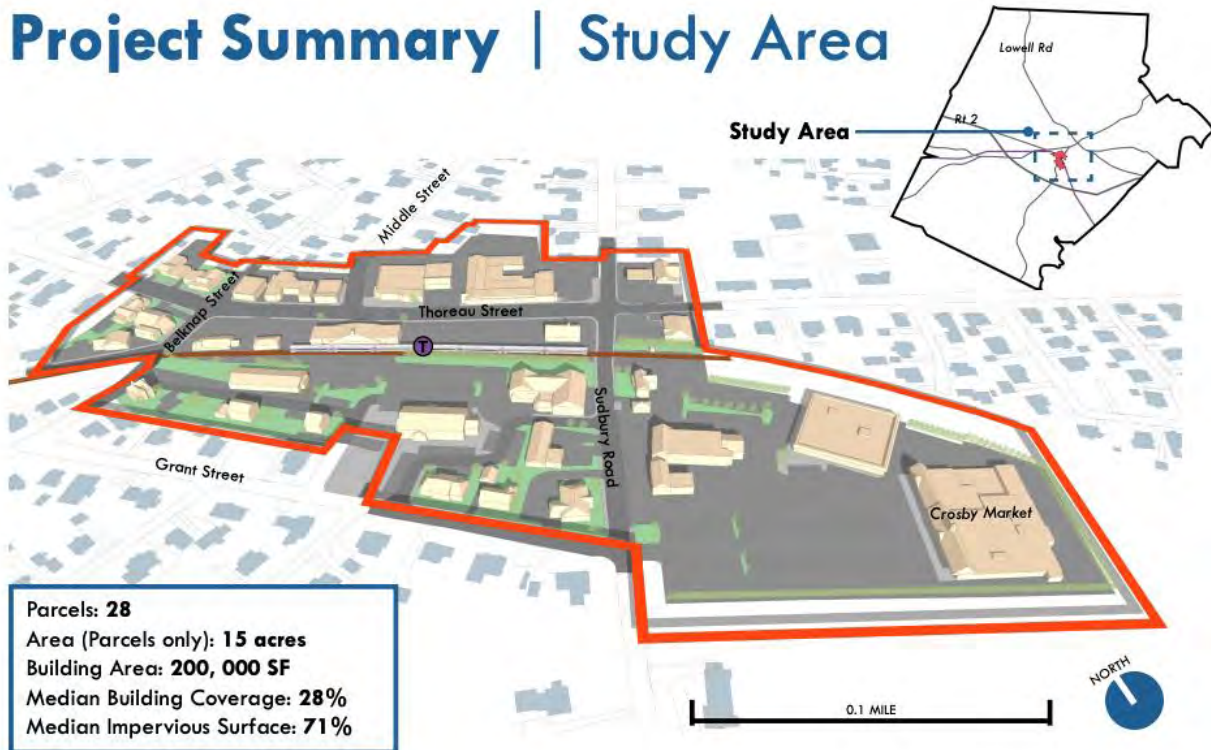 Project Summary | Study Area
Lowell Rd
Rt 2
Study Area
Middle Street
Belknap Street
Thoreau Street
T
Sudbury Road
Grant Street
Crosby Market
Parcels: 28
Area (Parcels only): 15 acres
Building Area: 200, 000 SF
Median Building Coverage: 28%
Median Impervious Surface: 71%
0.1 MILE
NORTH